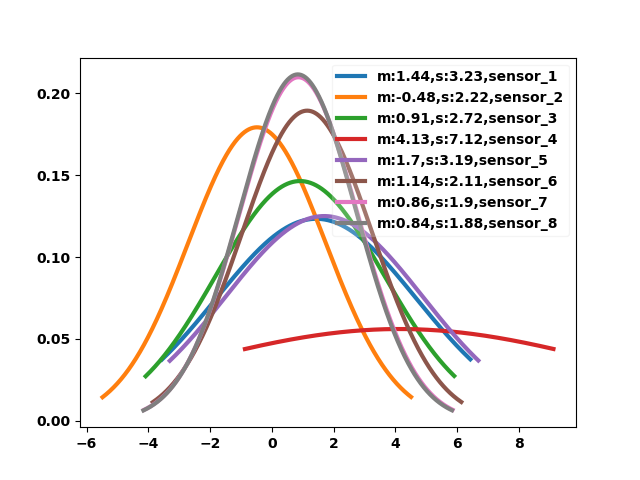 m:1.44,s:3.23,sensor_1
m:-0.48,s:2.22,sensor_2
m:0.91,s:2.72,sensor_3
m:4.13,s:7.12,sensor_4
m:1.7,s:3.19,sensor_5
m:1.14,s:2.11,sensor_6
m:0.86,s:1.9,sensor_7
m:0.84,s:1.88,sensor_8
0.20
0.15
0.10
0.05
0.00
−6 −4 −2 0 2 4 6 8